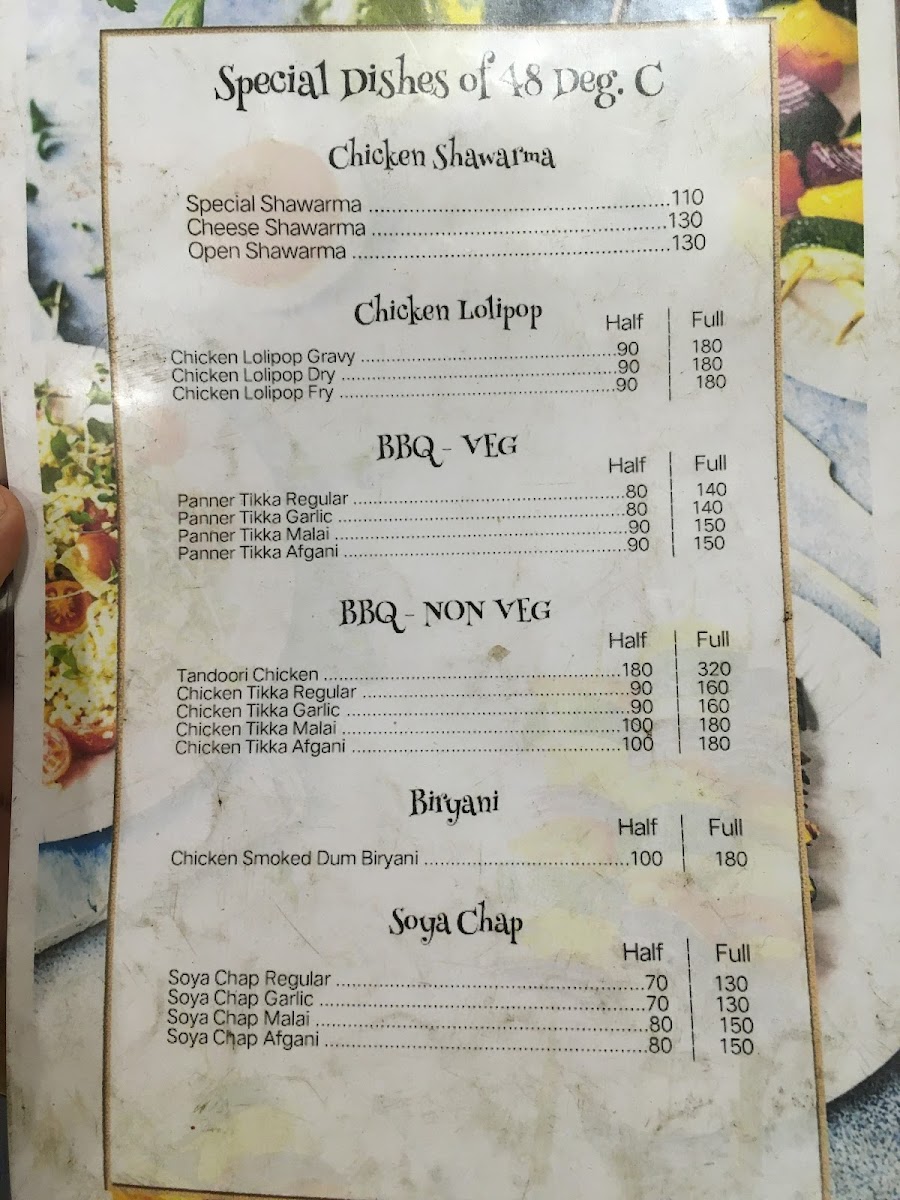 Special Dishes of 48 Deg. C
Chicken Shawarma
Special Shawarma ........................................................110
Cheese Shawarma ........................................................130
Open Shawarma ........................................................130
Chicken Lolipop
Half | Full
Chicken Lolipop Gravy ................................................90 | 180
Chicken Lolipop Dry ................................................90 | 180
Chicken Lolipop Fry ................................................90 | 180
BBQ - VEG
Half | Full
Panner Tikka Regular ................................................80 | 140
Panner Tikka Garlic ................................................80 | 140
Panner Tikka Malai ................................................90 | 150
Panner Tikka Afgani ................................................90 | 150
BBQ - NON VEG
Half | Full
Tandoori Chicken ................................................180 | 320
Chicken Tikka Regular ................................................90 | 160
Chicken Tikka Garlic ................................................90 | 160
Chicken Tikka Malai ................................................100 | 180
Chicken Tikka Afgani ................................................100 | 180
Biryani
Half | Full
Chicken Smoked Dum Biryani ....................................100 | 180
Soya Chap
Half | Full
Soya Chap Regular ................................................70 | 130
Soya Chap Garlic ................................................70 | 130
Soya Chap Malai ................................................80 | 150
Soya Chap Afgani ................................................80 | 150